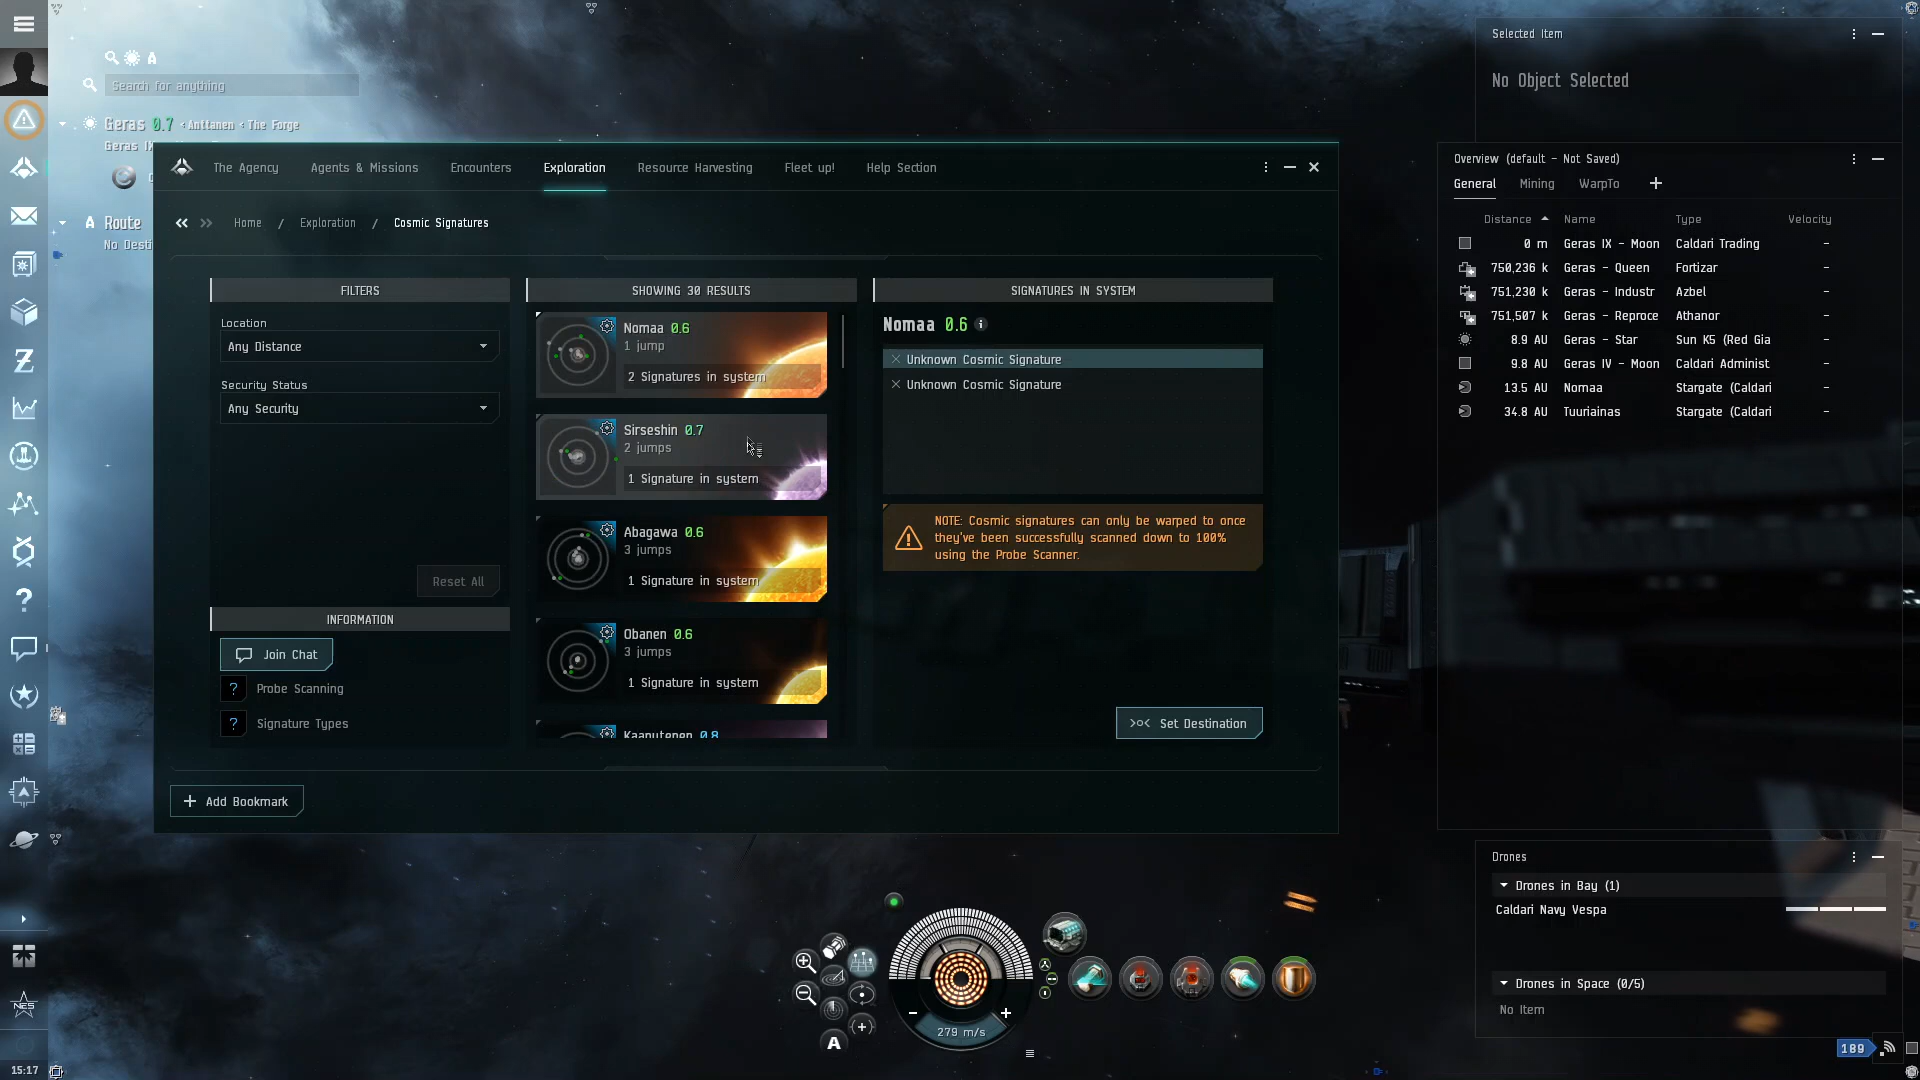 Search for anything
Geras 0.7 < Anttanen < The Forge
Route
The Agency
Agents & Missions
Encounters
Exploration
Resource Harvesting
Fleet up!
Help Section
Home / Exploration / Cosmic Signatures
FILTERS
Location
Any Distance
Security Status
Any Security
Reset All
INFORMATION
Join Chat
? Probe Scanning
? Signature Types
SHOWING 30 RESULTS
Nomaa 0.6
1 jump
2 Signatures in system
Sirseshin 0.7
2 jumps
1 Signature in system
Abagawa 0.6
3 jumps
1 Signature in system
Obanen 0.6
3 jumps
1 Signature in system
Kaaputenen 0.8
SIGNATURES IN SYSTEM
Nomaa 0.6
Unknown Cosmic Signature
Unknown Cosmic Signature
NOTE: Cosmic signatures can only be warped to once
they've been successfully scanned down to 100%
using the Probe Scanner.
Set Destination
Add Bookmark
Selected Item
No Object Selected
Overview (default - Not Saved)
General Mining WarpTo +
Distance Name Type Velocity
0 m Geras IX - Moon Caldari Trading -
750,236 k Geras - Queen Fortizar -
751,230 k Geras - Industr Azbel -
751,507 k Geras - Reproce Athanor -
8.9 AU Geras - Star Sun K5 (Red Gia -
9.8 AU Geras IV - Moon Caldari Administ -
13.5 AU Nomaa Stargate (Caldari -
34.8 AU Tuuriainas Stargate (Caldari -
Drones
Drones in Bay (1)
Caldari Navy Vespa
Drones in Space (0/5)
No Item
279 m/s
A
189
NES
15:17